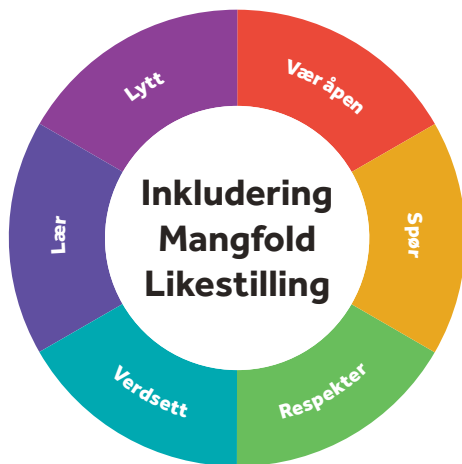 Vær åpen
Spør
Respekter
Verdsett
Lær
Lytt
Inkludering
Mangfold
Likestilling